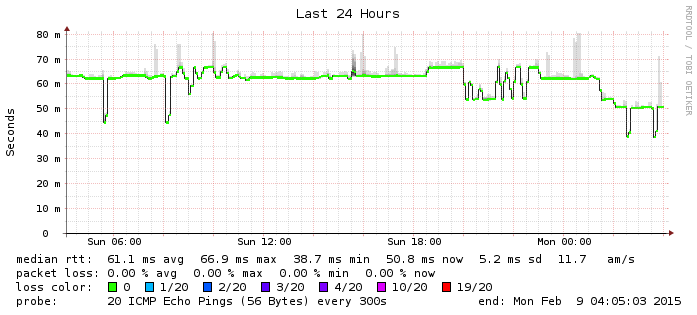 Last 24 Hours
RRDTOOL / TOBI OETIKER
Seconds
80 m
70 m
60 m
50 m
40 m
30 m
20 m
10 m
0
Sun 06:00 Sun 12:00 Sun 18:00 Mon 00:00
median rtt: 61.1 ms avg 66.9 ms max 38.7 ms min 50.8 ms now 5.2 ms sd 11.7 am/s
packet loss: 0.00 % avg 0.00 % max 0.00 % min 0.00 % now
loss color: 0 1/20 2/20 3/20 4/20 10/20 19/20
probe: 20 ICMP Echo Pings (56 Bytes) every 300s end: Mon Feb 9 04:05:03 2015